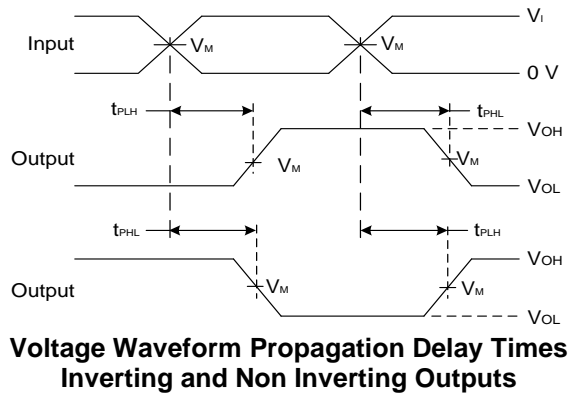 Vı
Input
VM
VM
0 V
tPLH
tPHL
VOH
Output
VM
VM
VOL
tPHL
tPLH
VOH
Output
VM
VM
VOL
Voltage Waveform Propagation Delay Times
Inverting and Non Inverting Outputs